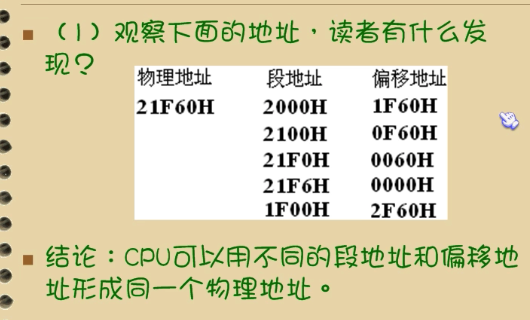 （1）观察下面的地址，读者有什么发
现？
物理地址 段地址 偏移地址
21F60H 2000H 1F60H
2100H 0F60H
21F0H 0060H
21F6H 0000H
1F00H 2F60H
结论：CPU可以用不同的段地址和偏移地
址形成同一个物理地址。